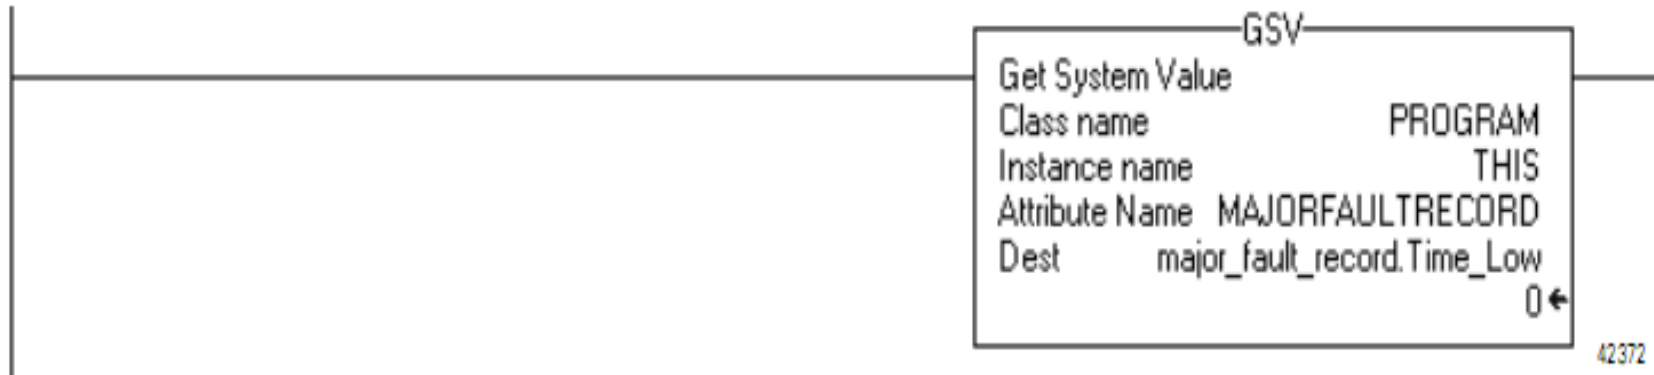 GSV
Get System Value
Class name PROGRAM
Instance name THIS
Attribute Name MAJORFAULTRECORD
Dest major_fault_record.Time_Low
0←
42372